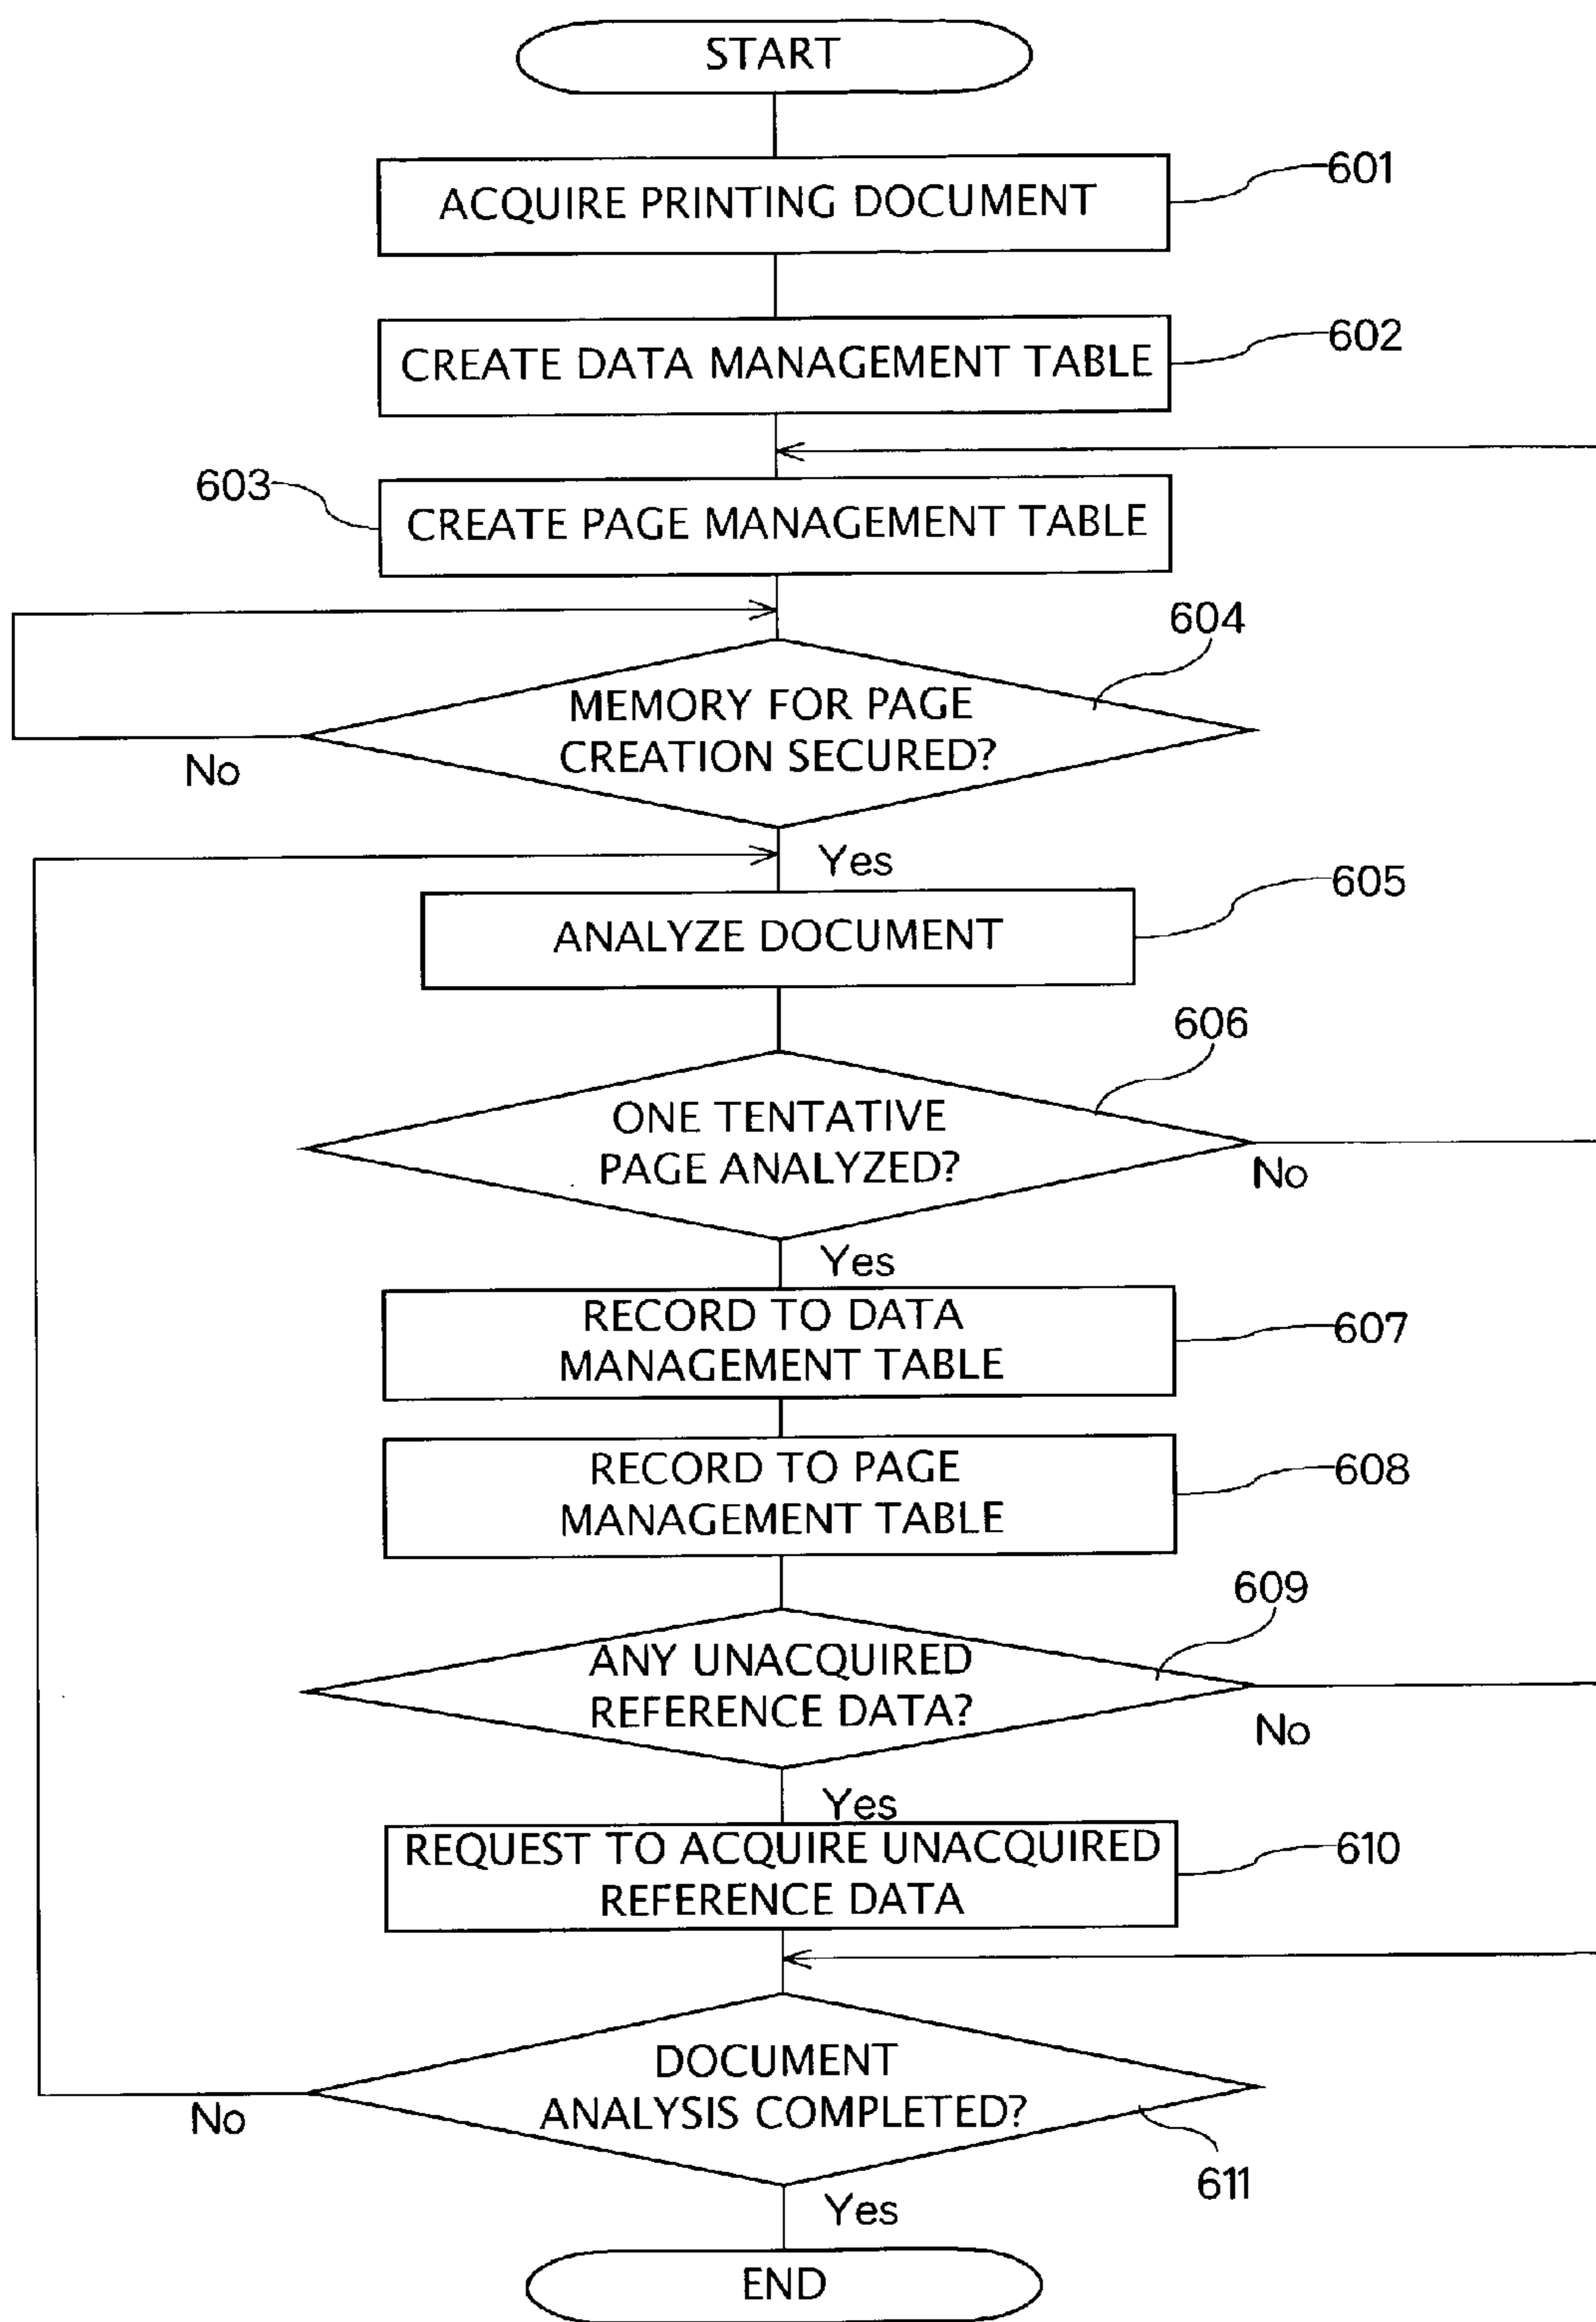 START
ACQUIRE PRINTING DOCUMENT
601
CREATE DATA MANAGEMENT TABLE
602
603
CREATE PAGE MANAGEMENT TABLE
604
MEMORY FOR PAGE
CREATION SECURED?
No
Yes
ANALYZE DOCUMENT
605
606
ONE TENTATIVE
PAGE ANALYZED?
No
Yes
RECORD TO DATA
MANAGEMENT TABLE
607
RECORD TO PAGE
MANAGEMENT TABLE
608
609
ANY UNACQUIRED
REFERENCE DATA?
No
Yes
REQUEST TO ACQUIRE UNACQUIRED
REFERENCE DATA
610
DOCUMENT
ANALYSIS COMPLETED?
No
611
Yes
END